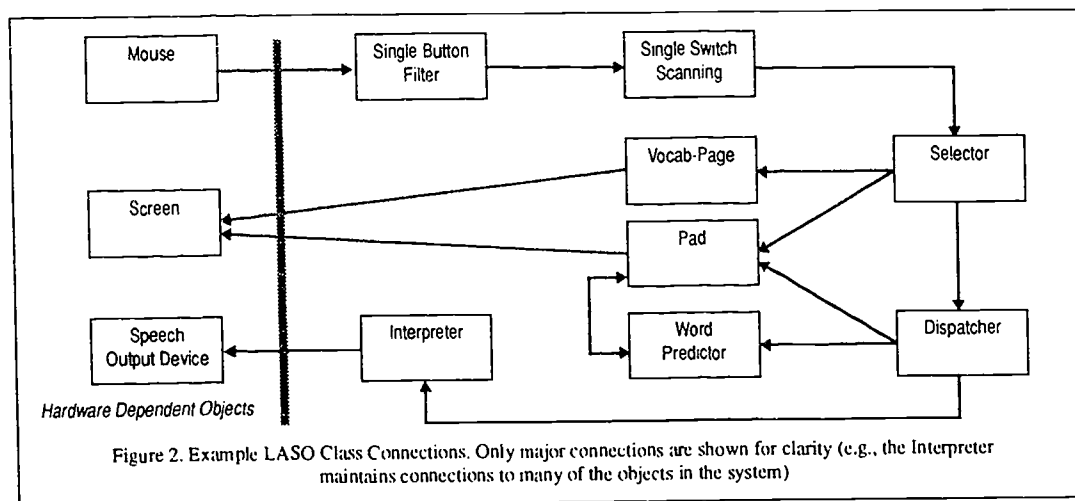 Mouse
Single Button
Filter
Single Switch
Scanning
Vocab-Page
Selector
Screen
Pad
Speech
Output Device
Interpreter
Word
Predictor
Dispatcher
Hardware Dependent Objects
Figure 2. Example LASO Class Connections. Only major connections are shown for clarity (e.g., the Interpreter
maintains connections to many of the objects in the system)